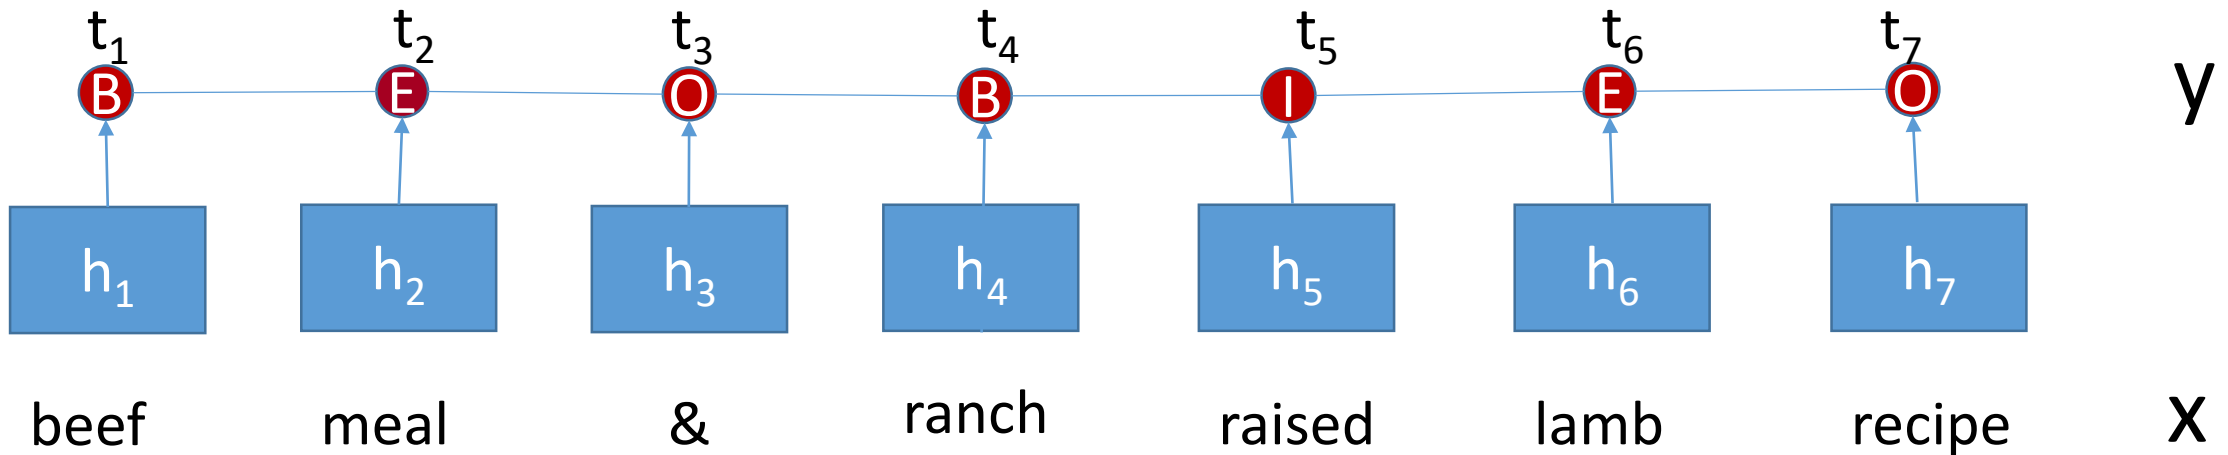 t₁ t₂ t₃ t₄ t₅ t₆ t₇
B E O B I E O y
h₁ h₂ h₃ h₄ h₅ h₆ h₇
beef meal & ranch raised lamb recipe x